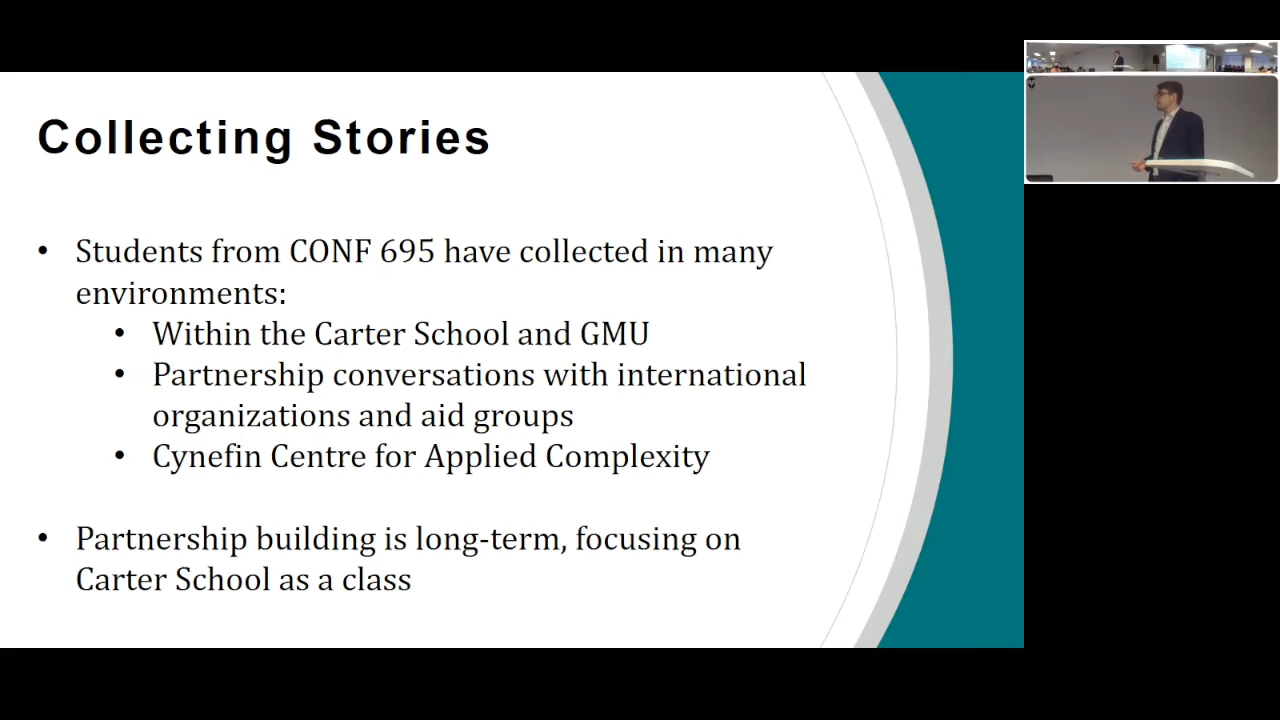 Collecting Stories
• Students from CONF 695 have collected in many
environments:
• Within the Carter School and GMU
• Partnership conversations with international
organizations and aid groups
• Cynefin Centre for Applied Complexity
• Partnership building is long-term, focusing on
Carter School as a class